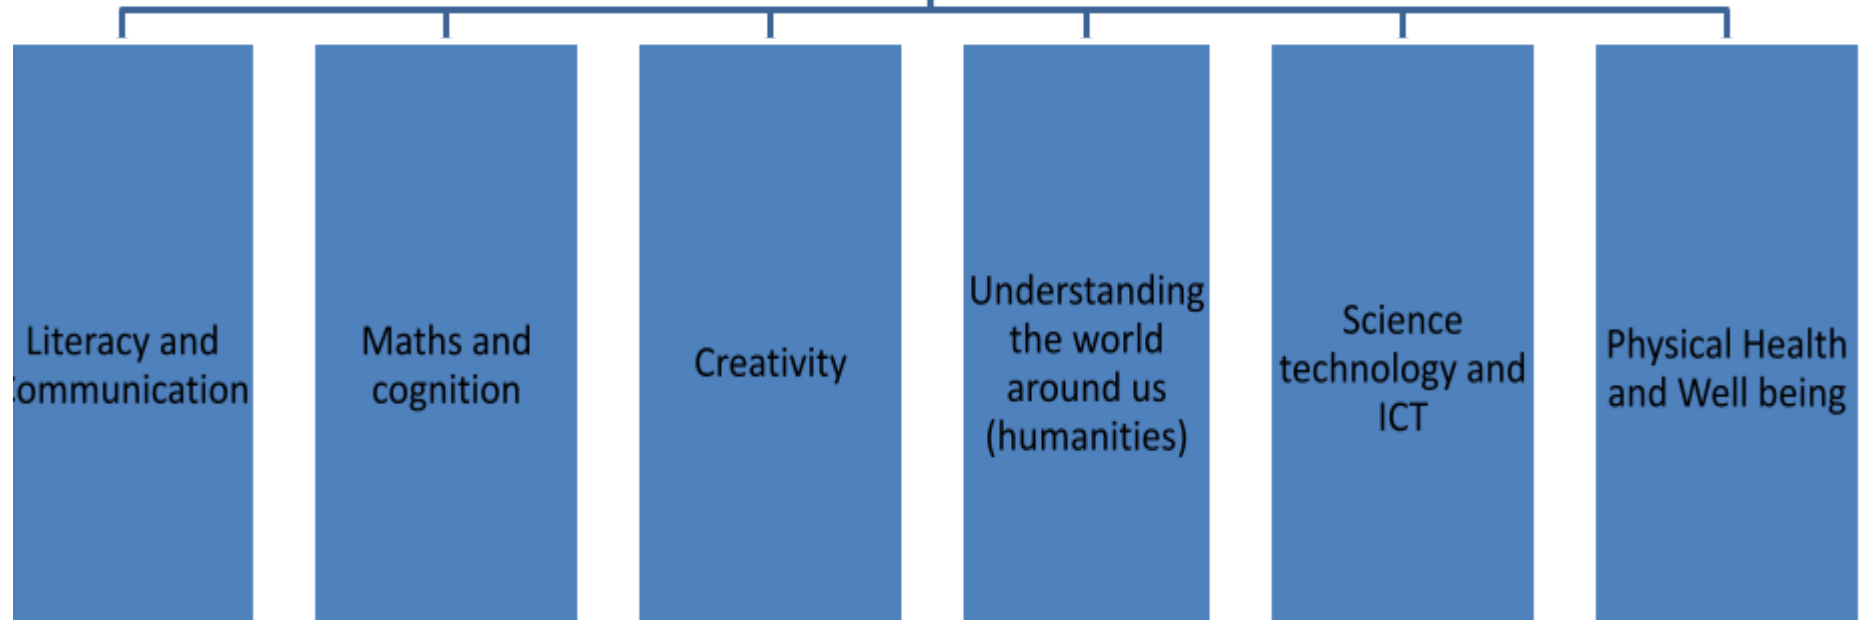 Literacy and
Communication
Maths and
cognition
Creativity
Understanding
the world
around us
(humanities)
Science
technology and
ICT
Physical Health
and Well being